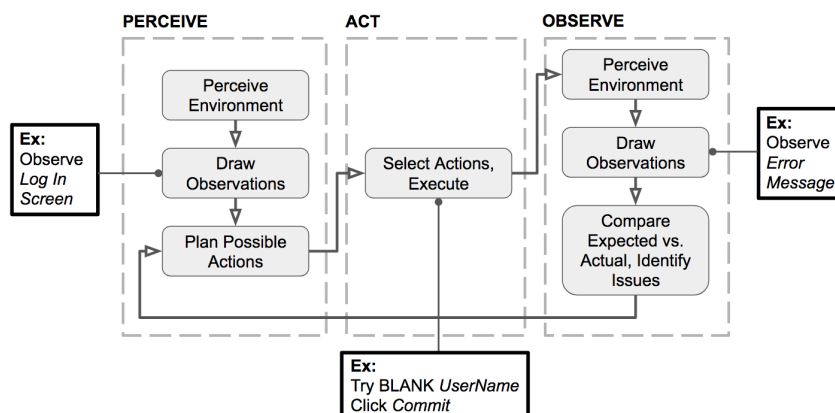 PERCEIVE
ACT
OBSERVE
Perceive
Environment
Draw
Observations
Plan Possible
Actions
Ex:
Observe
Log In
Screen
Select Actions,
Execute
Ex:
Try BLANK UserName
Click Commit
Perceive
Environment
Draw
Observations
Compare
Expected vs.
Actual, Identify
Issues
Ex:
Observe
Error
Message